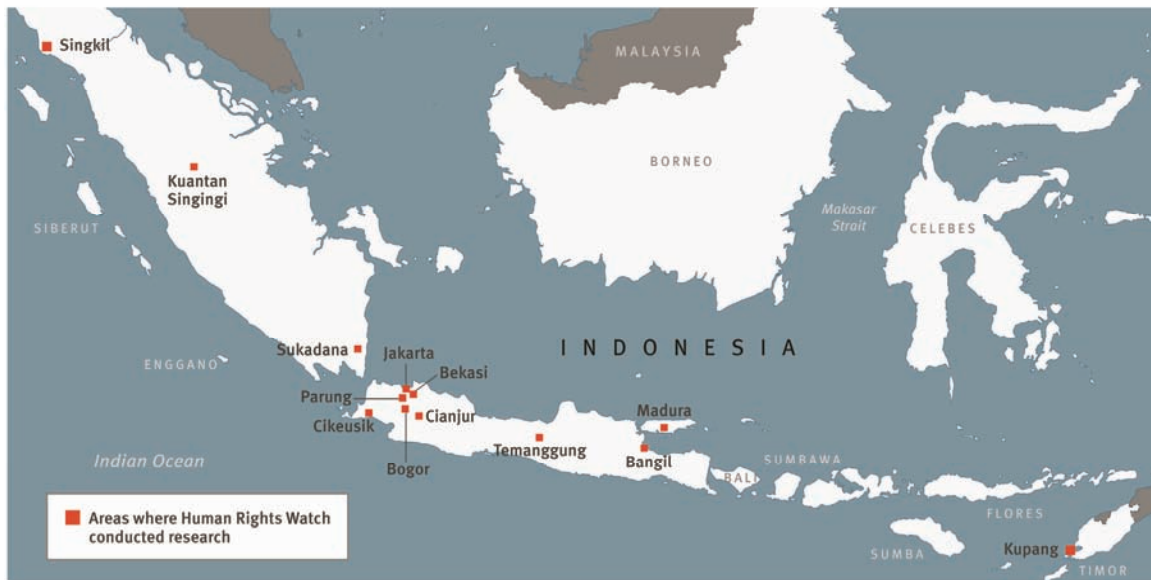 Singkil
MALAYSIA
BORNEO
Kuantan
Singingi
Makasar
Strait
SIBERUT
CELEBES
Sukadana
INDONESIA
Jakarta
ENGGANO
Bekasi
Parung
Cikeusik
Cianjur
Madura
Temanggung
Bogor
Bangil
Indian Ocean
SUMBAWA
BALI
FLORES
Areas where Human Rights Watch
conducted research
SUMBA
Kupang
TIMOR